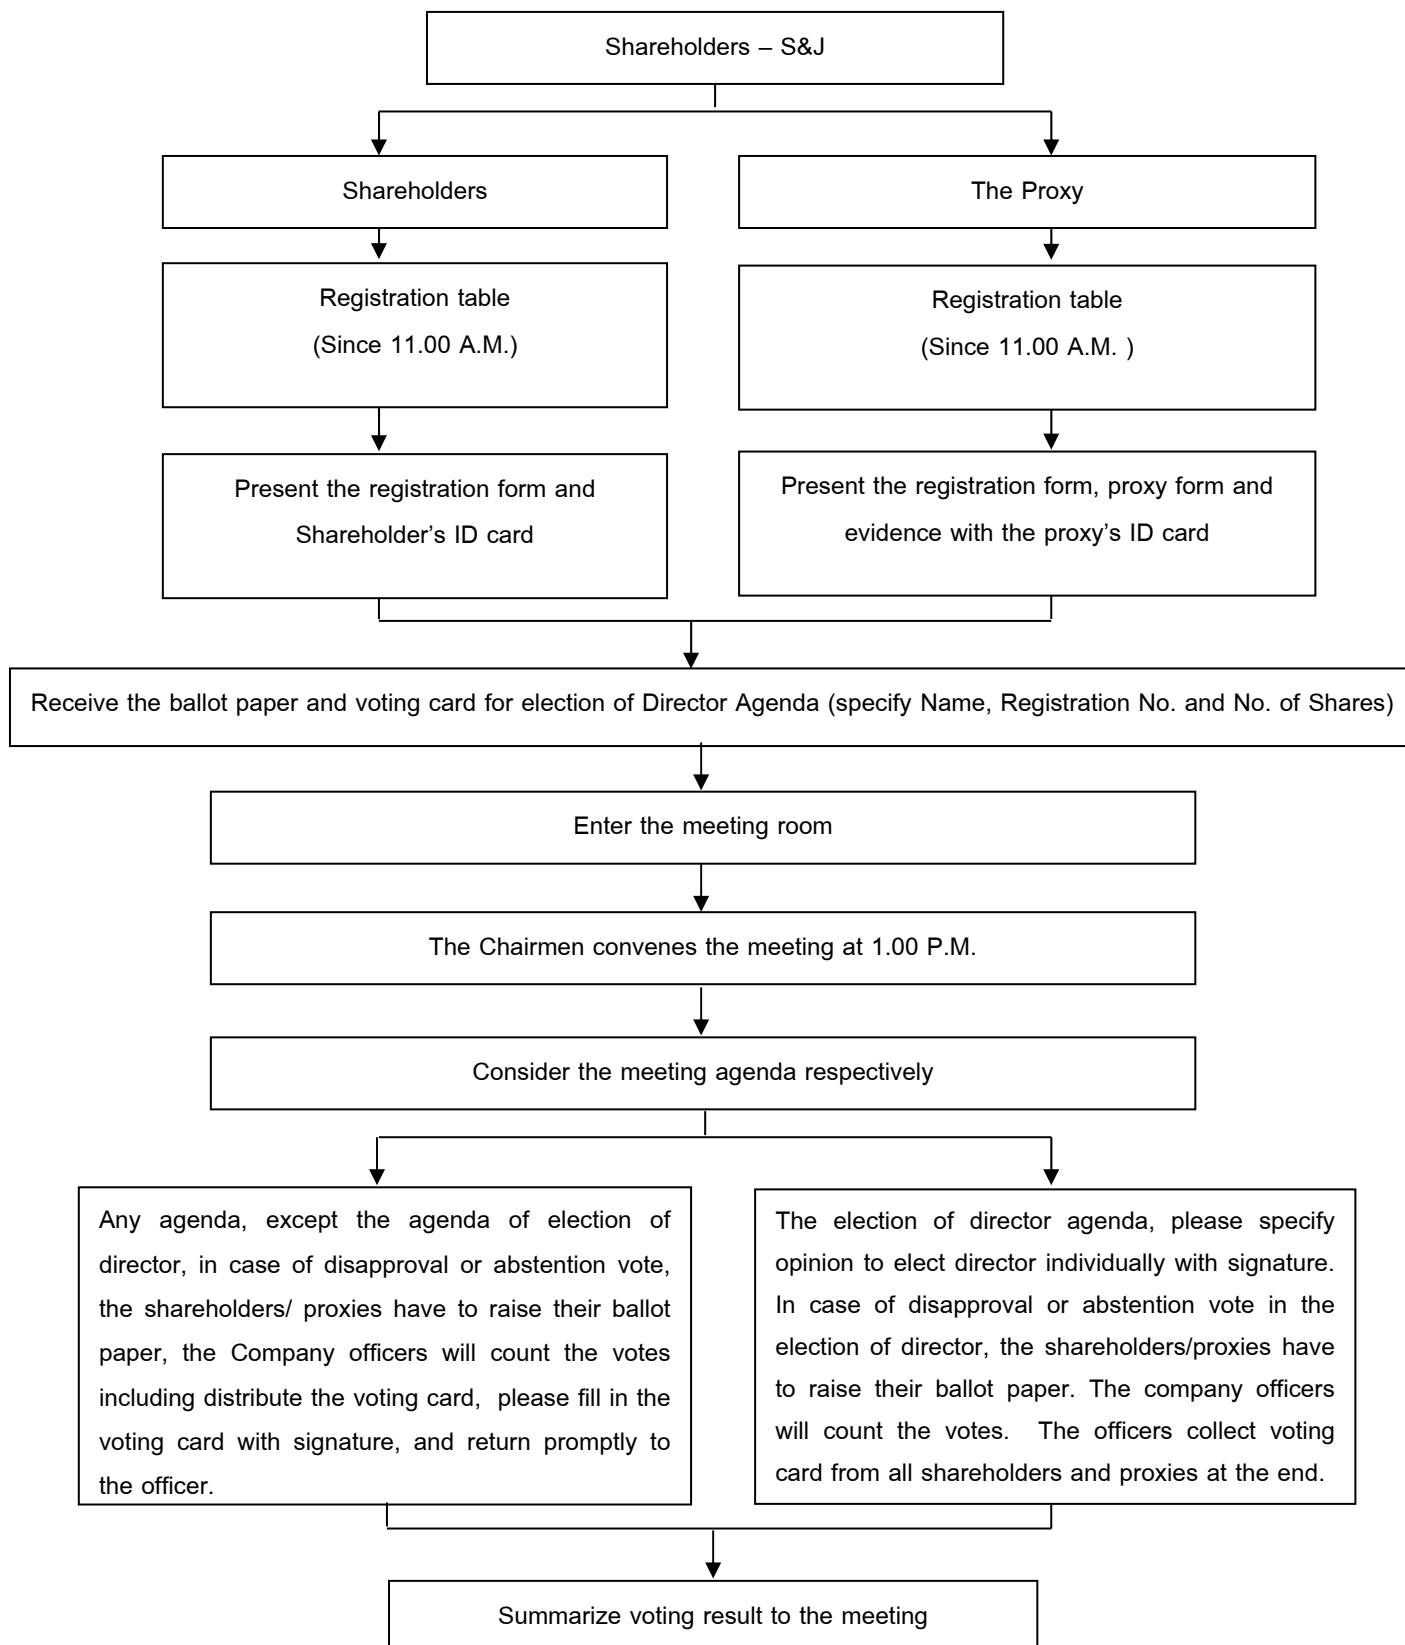 Shareholders – S&J
Shareholders
The Proxy
Registration table
(Since 11.00 A.M.)
Registration table
(Since 11.00 A.M. )
Present the registration form and
Shareholder’s ID card
Present the registration form, proxy form and
evidence with the proxy’s ID card
Receive the ballot paper and voting card for election of Director Agenda (specify Name, Registration No. and No. of Shares)
Enter the meeting room
The Chairmen convenes the meeting at 1.00 P.M.
Consider the meeting agenda respectively
Any agenda, except the agenda of election of
director, in case of disapproval or abstention vote,
the shareholders/ proxies have to raise their ballot
paper, the Company officers will count the votes
including distribute the voting card, please fill in the
voting card with signature, and return promptly to
the officer.
The election of director agenda, please specify
opinion to elect director individually with signature.
In case of disapproval or abstention vote in the
election of director, the shareholders/proxies have
to raise their ballot paper. The company officers
will count the votes. The officers collect voting
card from all shareholders and proxies at the end.
Summarize voting result to the meeting